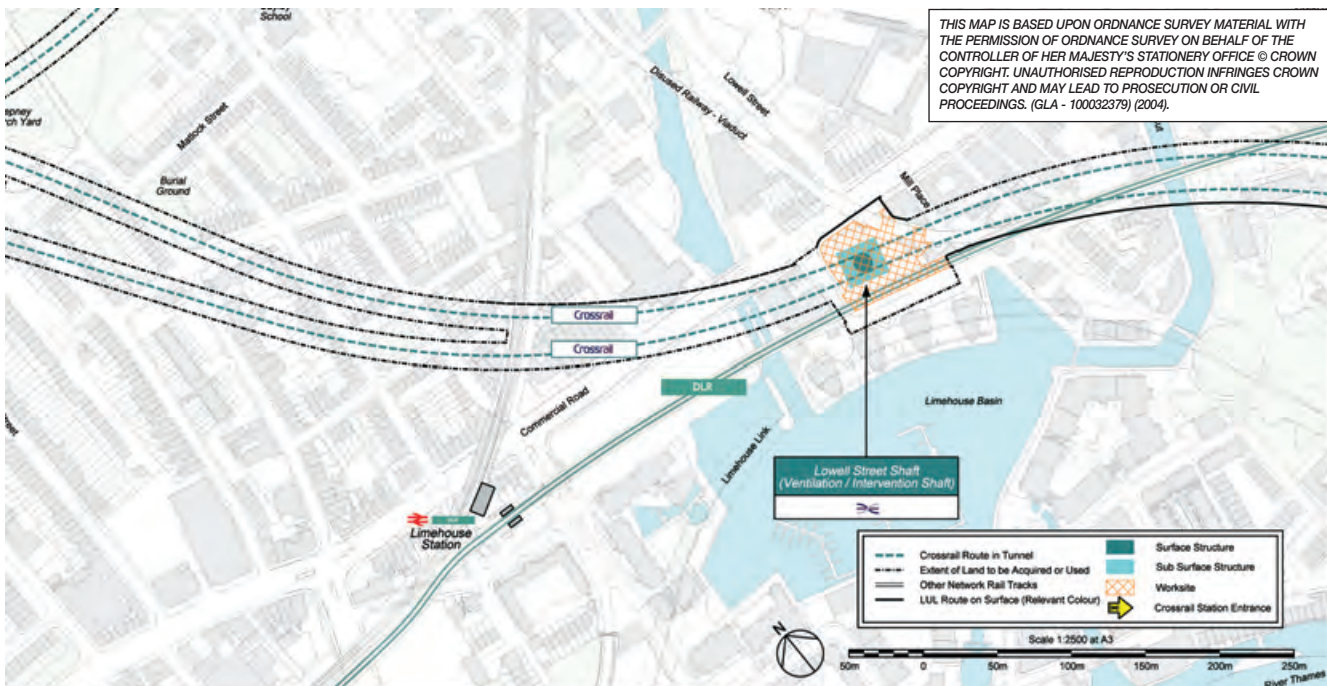 School
THIS MAP IS BASED UPON ORDNANCE SURVEY MATERIAL WITH
THE PERMISSION OF ORDNANCE SURVEY ON BEHALF OF THE
CONTROLLER OF HER MAJESTY'S STATIONERY OFFICE © CROWN
COPYRIGHT. UNAUTHORISED REPRODUCTION INFRINGES CROWN
COPYRIGHT AND MAY LEAD TO PROSECUTION OR CIVIL
PROCEEDINGS. (GLA - 100032379) (2004).
Disused Railway - Viaduct
Lowell Street
epney
rch Yard
Matlock Street
Burial
Ground
Mill Place
ut
Crossrail
Crossrail
DLR
Commercial Road
Limehouse Link
Limehouse Basin
Lowell Street Shaft
(Ventilation / Intervention Shaft)
Limehouse
Station
Crossrail Route in Tunnel
Extent of Land to be Acquired or Used
Other Network Rail Tracks
LUL Route on Surface (Relevant Colour)
Surface Structure
Sub Surface Structure
Worksite
Crossrail Station Entrance
N
Scale 1:2500 at A3
50m 0 50m 100m 150m 200m 250m
River Thames